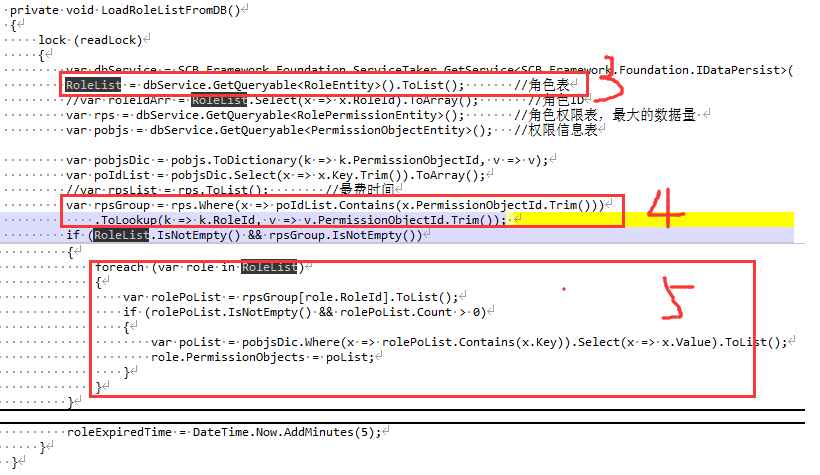 private void LoadRoleListFromDB()
{
lock (readLock)
{
var dbService = SCB.Framework.Foundation.ServiceTaker.GetService<SCB.Framework.Foundation.IDataPersist>(
RoleList = dbService.GetQueryable<RoleEntity>().ToList(); //角色表
3
//var roleIdArr = RoleList.Select(x => x.RoleId).ToArray(); //角色ID
var rps = dbService.GetQueryable<RolePermissionEntity>(); //角色权限表，最大的数据量
var pobjs = dbService.GetQueryable<PermissionObjectEntity>(); //权限信息表
var pobjsDic = pobjs.ToDictionary(k => k.PermissionObjectId, v => v);
var poIdList = pobjsDic.Select(x => x.Key.Trim()).ToArray();
//var rpsList = rps.ToList(); //最费时间
var rpsGroup = rps.Where(x => poIdList.Contains(x.PermissionObjectId.Trim()))
4
.ToLookup(k => k.RoleId, v => v.PermissionObjectId.Trim());
if (RoleList.IsNotEmpty() && rpsGroup.IsNotEmpty())
{
foreach (var role in RoleList)
{
5
var rolePoList = rpsGroup[role.RoleId].ToList();
if (rolePoList.IsNotEmpty() && rolePoList.Count > 0)
{
var poList = pobjsDic.Where(x => rolePoList.Contains(x.Key)).Select(x => x.Value).ToList();
role.PermissionObjects = poList;
}
}
}
roleExpiredTime = DateTime.Now.AddMinutes(5);
}
}